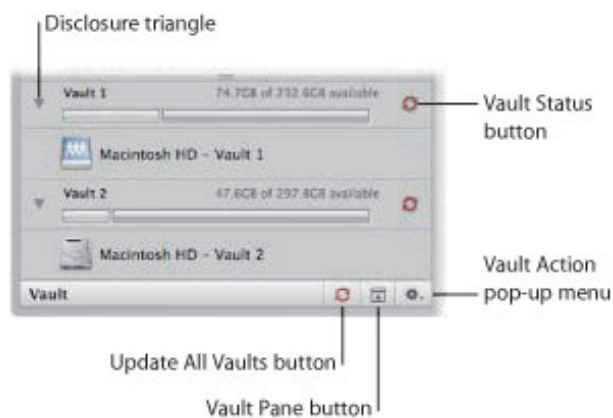 Disclosure triangle
Vault 1 74.7GB of 232.6GB available
Vault Status
button
Macintosh HD – Vault 1
Vault 2 47.6GB of 297.8GB available
Macintosh HD – Vault 2
Vault Action
pop-up menu
Vault
Update All Vaults button
Vault Pane button